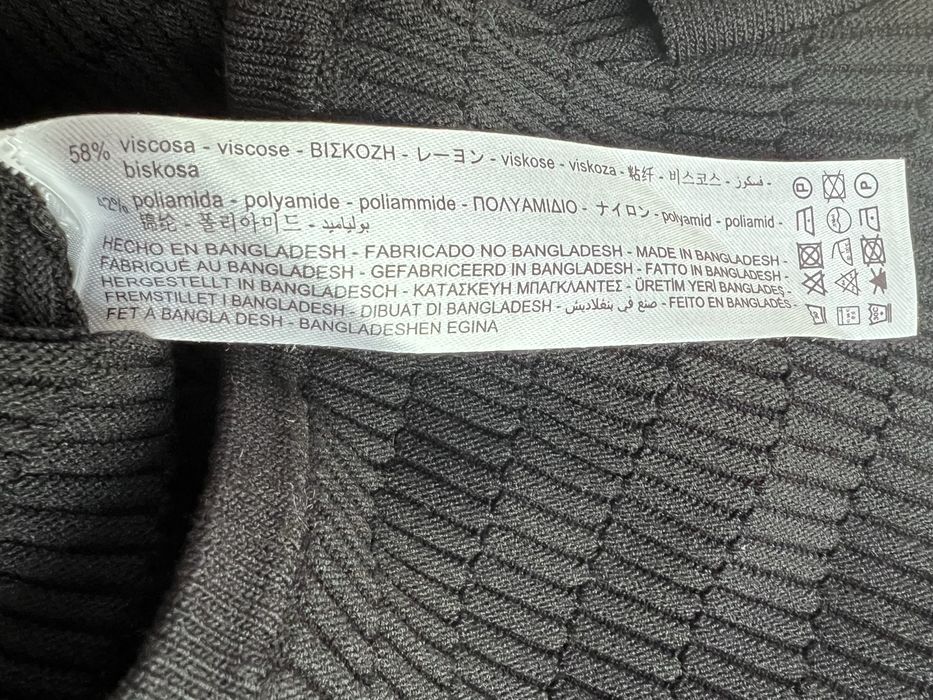 58% viscosa - viscose - ΒΙΣΚΟΖΗ - レーヨン - viskose - viskoza - 粘纤 - 비스코스 - فسكوز -
biskosa
42% poliamida - polyamide - poliammide - ΠΟΛΥΑΜΙΔΙΟ - ナイロン - polyamid - poliamid -
锦纶 - 폴리아미드 - بولياميد
HECHO EN BANGLADESH - FABRICADO NO BANGLADESH - MADE IN BANGLADESH -
FABRIQUÉ AU BANGLADESH - GEFABRICEERD IN BANGLADESH - FATTO IN BANGLADESH -
HERGESTELLT IN BANGLADESCH - ΚΑΤΑΣΚΕΥΗ ΜΠΑΓΚΛΑΝΤΕΣ - ÜRETİM YERİ BANGLADEŞ -
FREMSTILLET I BANGLADESH - DIBUAT DI BANGLADESH - صنع في بنغلاديش - FEITO EN BANGLADÉS -
FET A BANGLA DESH - BANGLADESHEN EGINA
P P